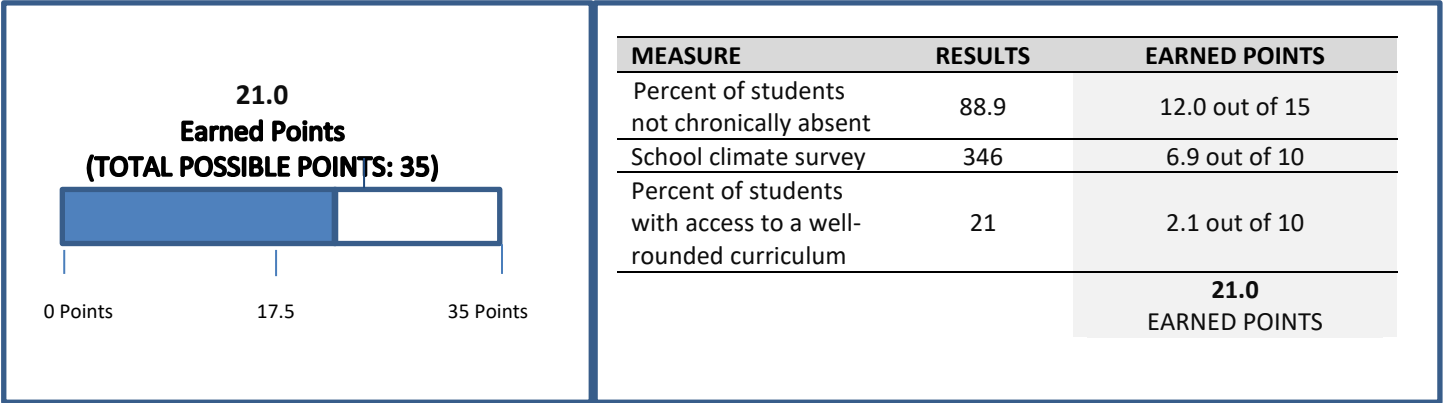 21.0
Earned Points
(TOTAL POSSIBLE POINTS: 35)
0 Points 17.5 35 Points
MEASURE RESULTS EARNED POINTS
Percent of students
not chronically absent 88.9 12.0 out of 15
School climate survey 346 6.9 out of 10
Percent of students
with access to a well- 21 2.1 out of 10
rounded curriculum
21.0
EARNED POINTS